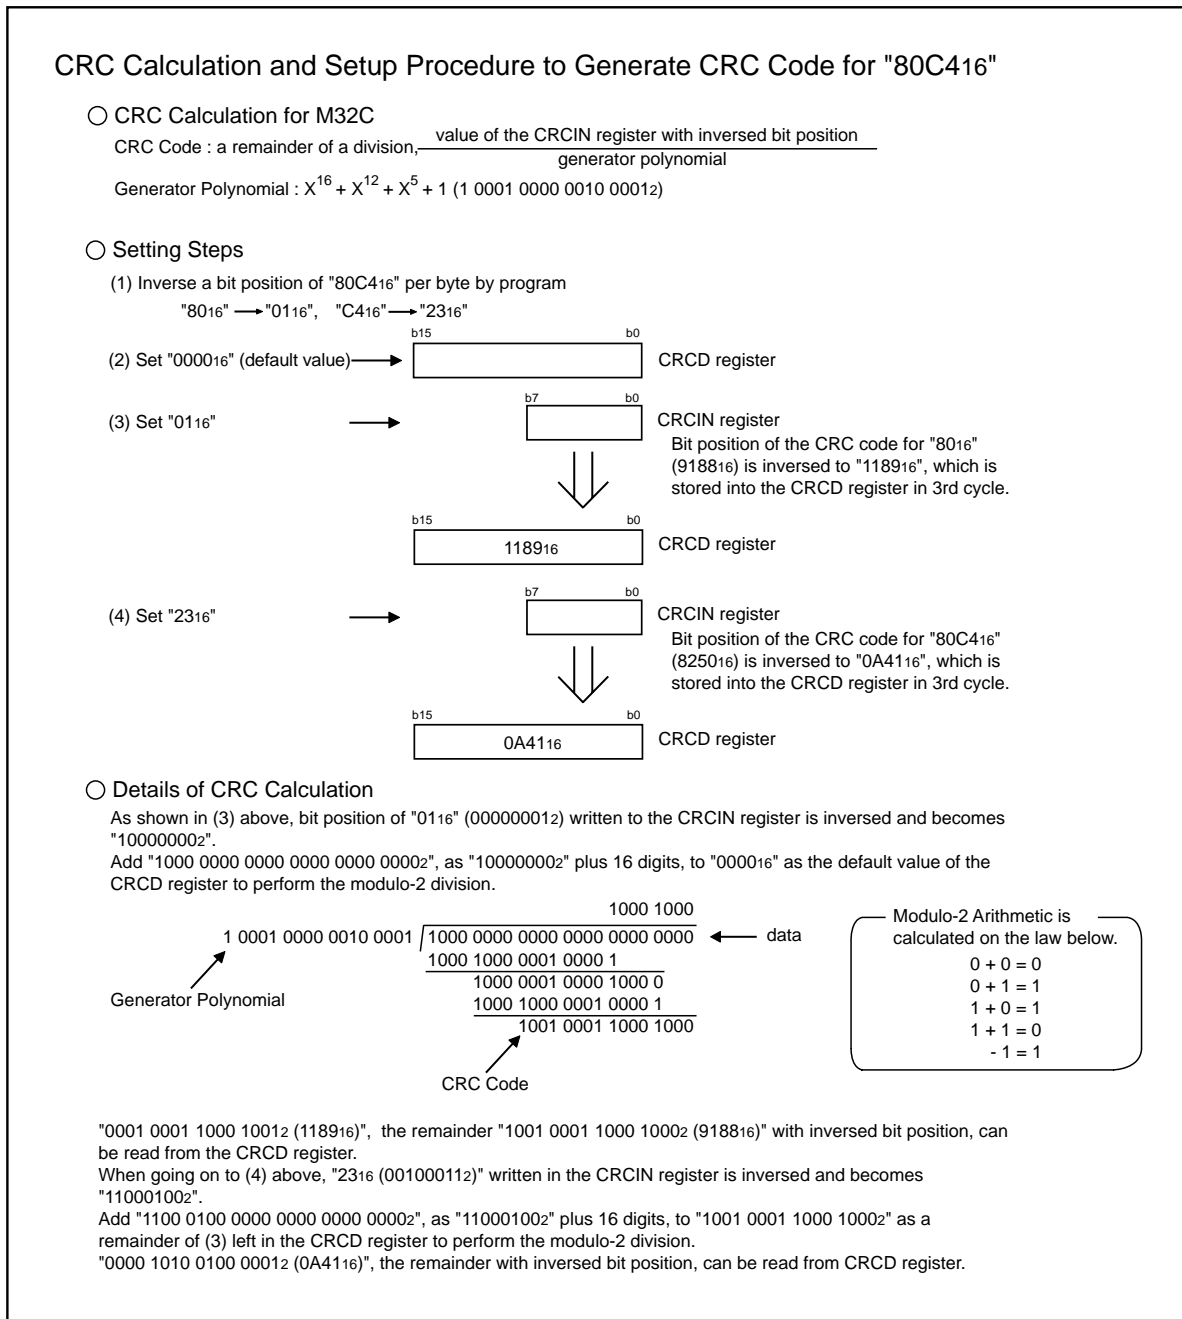 CRC Calculation and Setup Procedure to Generate CRC Code for "80C416"
CRC Calculation for M32C
CRC Code : a remainder of a division, value of the CRCIN register with inversed bit position
generator polynomial
Generator Polynomial : X16 + X12 + X5 + 1 (1 0001 0000 0010 00012)
Setting Steps
(1) Inverse a bit position of "80C416" per byte by program
"8016" → "0116", "C416" → "2316"
b15 b0
(2) Set "000016" (default value) → CRCD register
b7 b0
(3) Set "0116" → CRCIN register
Bit position of the CRC code for "8016"
(918816) is inversed to "118916", which is
stored into the CRCD register in 3rd cycle.
b15 b0
118916 CRCD register
b7 b0
(4) Set "2316" → CRCIN register
Bit position of the CRC code for "80C416"
(825016) is inversed to "0A4116", which is
stored into the CRCD register in 3rd cycle.
b15 b0
0A4116 CRCD register
Details of CRC Calculation
As shown in (3) above, bit position of "0116" (000000012) written to the CRCIN register is inversed and becomes
"100000002".
Add "1000 0000 0000 0000 0000 00002", as "100000002" plus 16 digits, to "000016" as the default value of the
CRCD register to perform the modulo-2 division.
1000 1000
1 0001 0000 0010 0001 1000 0000 0000 0000 0000 0000 ← data
1000 1000 0001 0000 1
1000 0001 0000 1000 0
1000 1000 0001 0000 1
1001 0001 1000 1000
Generator Polynomial
CRC Code
Modulo-2 Arithmetic is
calculated on the law below.
0 + 0 = 0
0 + 1 = 1
1 + 0 = 1
1 + 1 = 0
- 1 = 1
"0001 0001 1000 10012 (118916)", the remainder "1001 0001 1000 10002 (918816)" with inversed bit position, can
be read from the CRCD register.
When going on to (4) above, "2316 (001000112)" written in the CRCIN register is inversed and becomes
"110001002".
Add "1100 0100 0000 0000 0000 00002", as "110001002" plus 16 digits, to "1001 0001 1000 10002" as a
remainder of (3) left in the CRCD register to perform the modulo-2 division.
"0000 1010 0100 00012 (0A4116)", the remainder with inversed bit position, can be read from CRCD register.